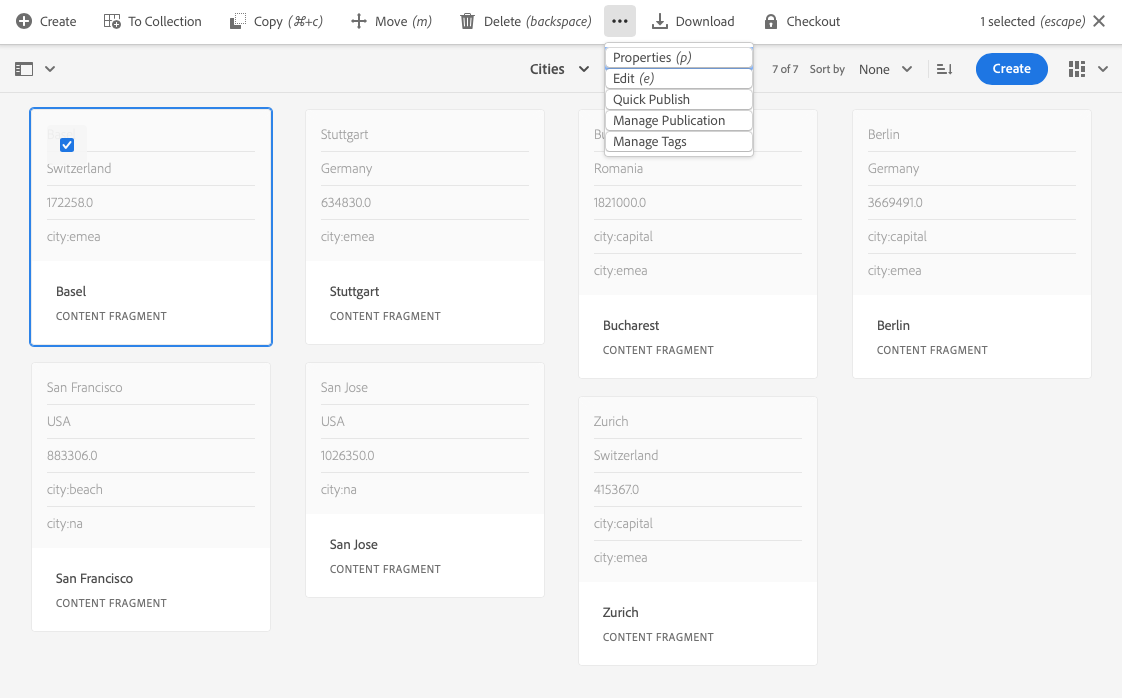 Create
To Collection
Copy (⌘+c)
Move (m)
Delete (backspace)
Download
Checkout
1 selected (escape)
Properties (p)
Edit (e)
Quick Publish
Manage Publication
Manage Tags
Cities
7 of 7
Sort by
None
Create
Basel
Switzerland
172258.0
city:emea
Basel
CONTENT FRAGMENT
Stuttgart
Germany
634830.0
city:emea
Stuttgart
CONTENT FRAGMENT
Romania
1821000.0
city:capital
city:emea
Bucharest
CONTENT FRAGMENT
Berlin
Germany
3669491.0
city:capital
city:emea
Berlin
CONTENT FRAGMENT
San Francisco
USA
883306.0
city:beach
city:na
San Francisco
CONTENT FRAGMENT
San Jose
USA
1026350.0
city:na
San Jose
CONTENT FRAGMENT
Zurich
Switzerland
415367.0
city:capital
city:emea
Zurich
CONTENT FRAGMENT